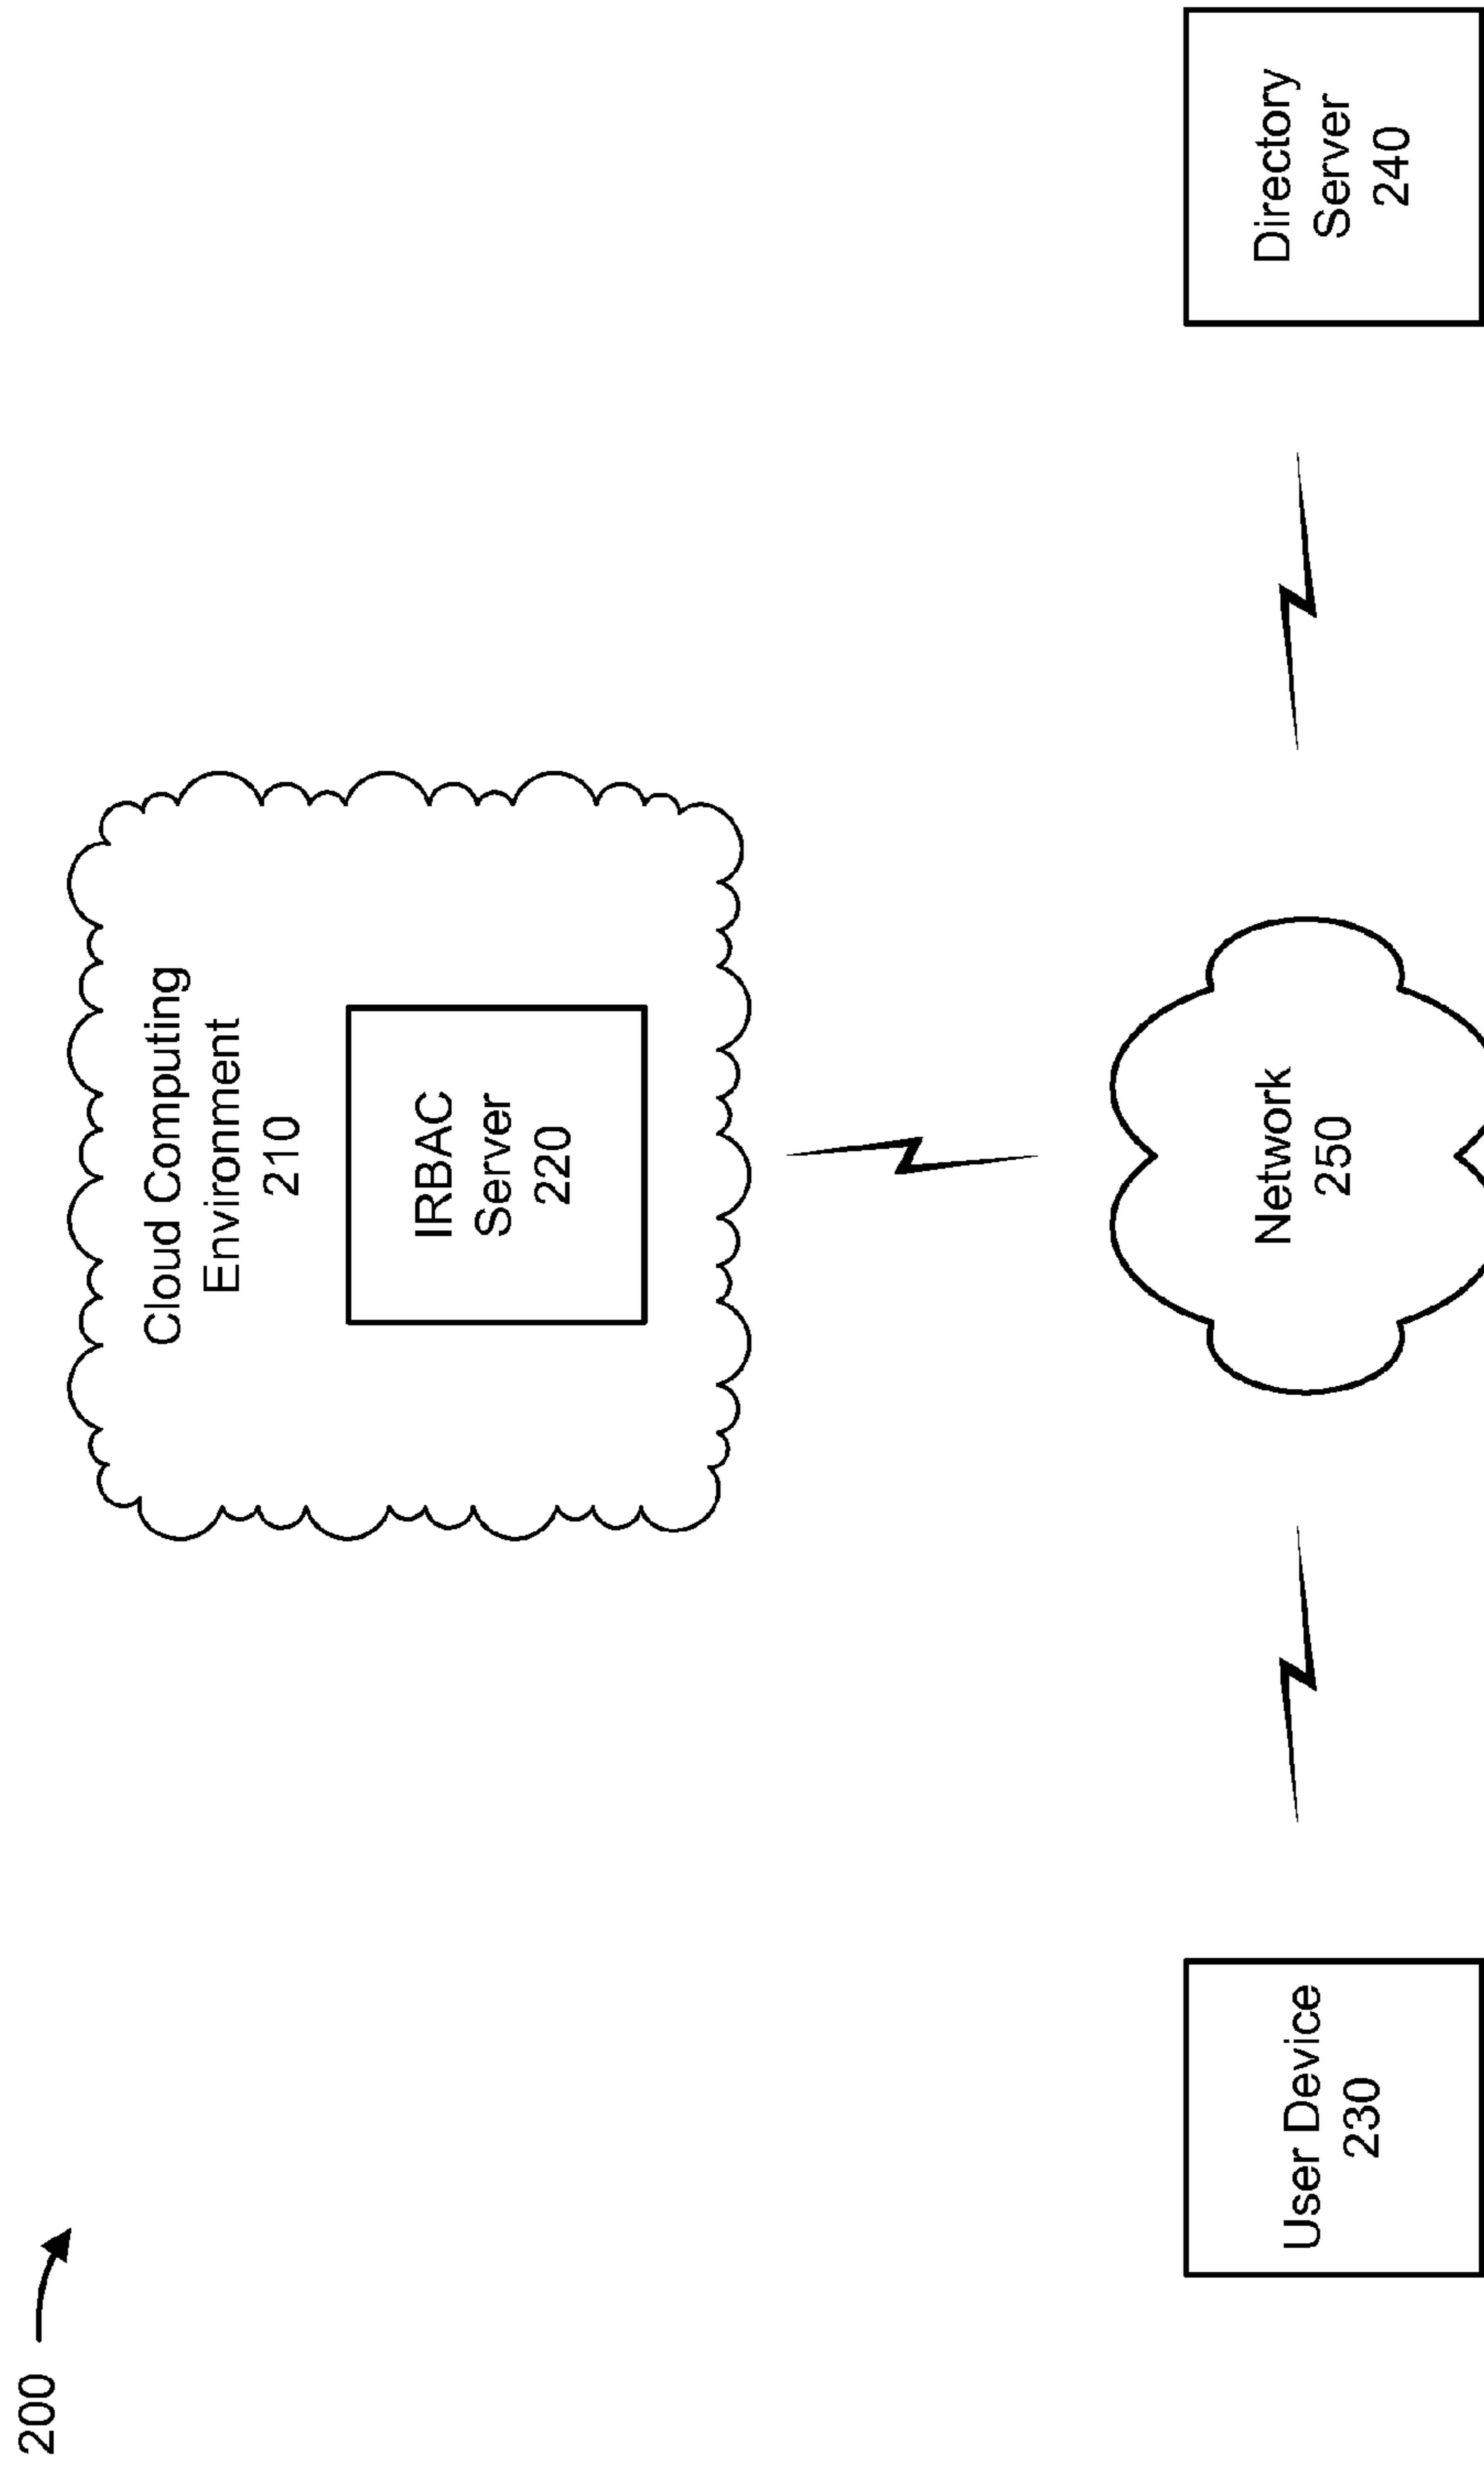 200
Cloud Computing
Environment
210
IRBAC
Server
220
User Device
230
Network
250
Directory
Server
240